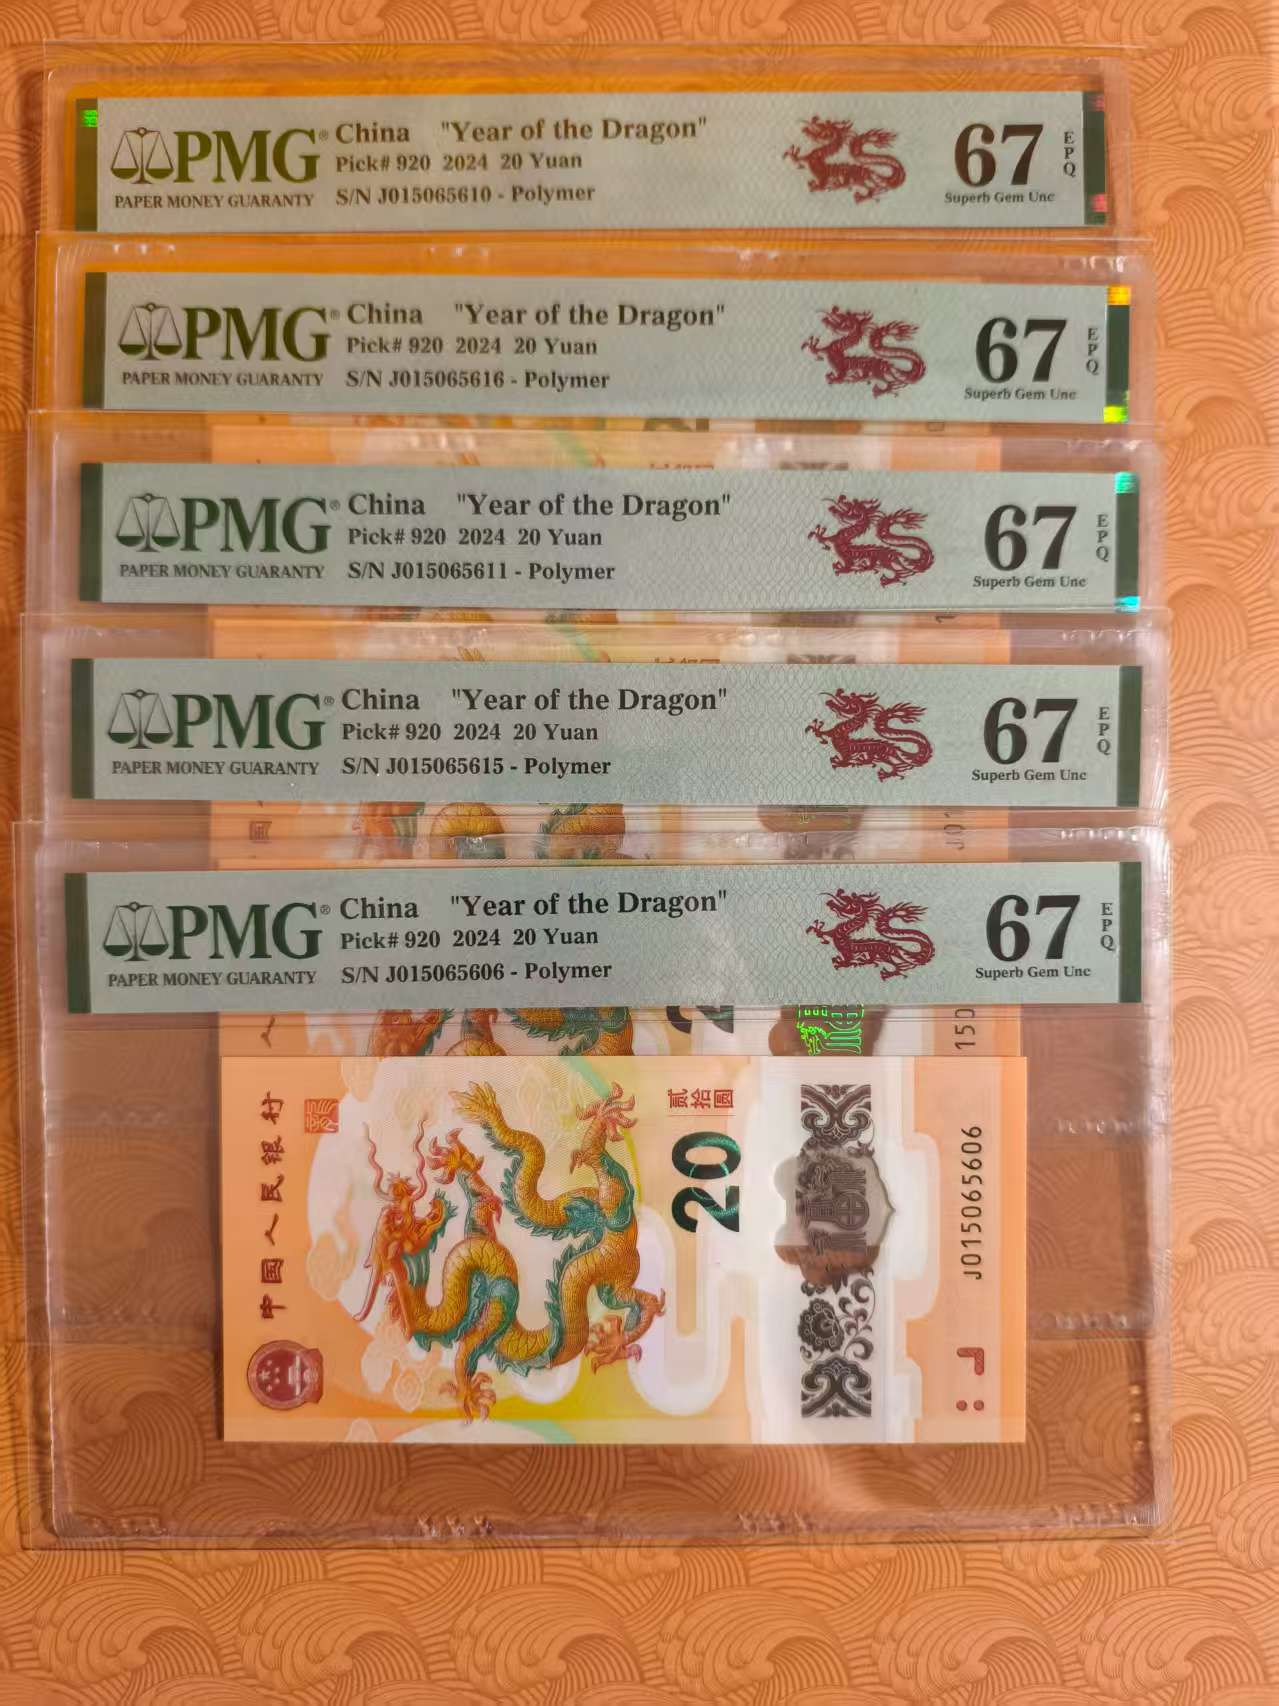 PMG® China "Year of the Dragon" 67 EPQ
Pick# 920 2024 20 Yuan
PAPER MONEY GUARANTY S/N J015065610 - Polymer Superb Gem Unc
PMG® China "Year of the Dragon" 67 EPQ
Pick# 920 2024 20 Yuan
PAPER MONEY GUARANTY S/N J015065616 - Polymer Superb Gem Unc
PMG® China "Year of the Dragon" 67 EPQ
Pick# 920 2024 20 Yuan
PAPER MONEY GUARANTY S/N J015065611 - Polymer Superb Gem Unc
PMG® China "Year of the Dragon" 67 EPQ
Pick# 920 2024 20 Yuan
PAPER MONEY GUARANTY S/N J015065615 - Polymer Superb Gem Unc
J01
PMG® China "Year of the Dragon" 67 EPQ
Pick# 920 2024 20 Yuan
PAPER MONEY GUARANTY S/N J015065606 - Polymer Superb Gem Unc
150
中国人民银行
贰拾圆
20
福
J015065606